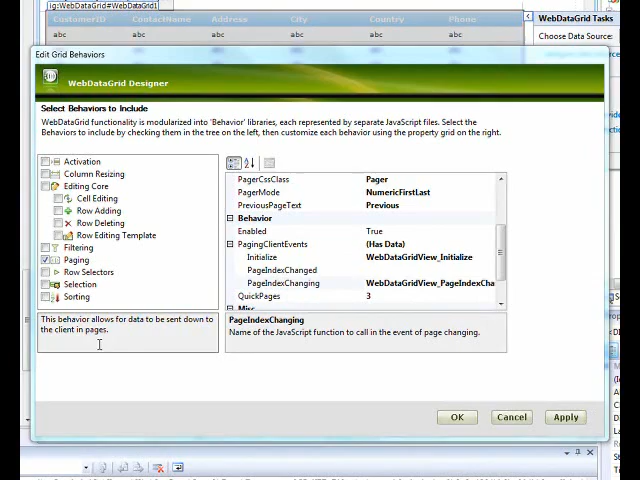 ig:WebDataGrid#WebDataGrid1
CustomerID ContactName Address City Country Phone
abc abc abc abc abc abc
WebDataGrid Tasks
Choose Data Source:
Edit Grid Behaviors
WebDataGrid Designer
Select Behaviors to Include
WebDataGrid functionality is modularized into 'Behavior' libraries, each represented by separate JavaScript files. Select the
Behaviors to include by checking them in the tree on the left, then customize each behavior using the property grid on the right.
Activation
Column Resizing
Editing Core
Cell Editing
Row Adding
Row Deleting
Row Editing Template
Filtering
Paging
Row Selectors
Selection
Sorting
This behavior allows for data to be sent down to
the client in pages.
PagerCssClass Pager
PagerMode NumericFirstLast
PreviousPageText Previous
Behavior
Enabled True
PagingClientEvents (Has Data)
Initialize WebDataGridView_Initialize
PageIndexChanged
PageIndexChanging WebDataGridView_PageIndexCha
QuickPages 3
Misc
PageIndexChanging
Name of the JavaScript function to call in the event of page changing.
OK Cancel Apply